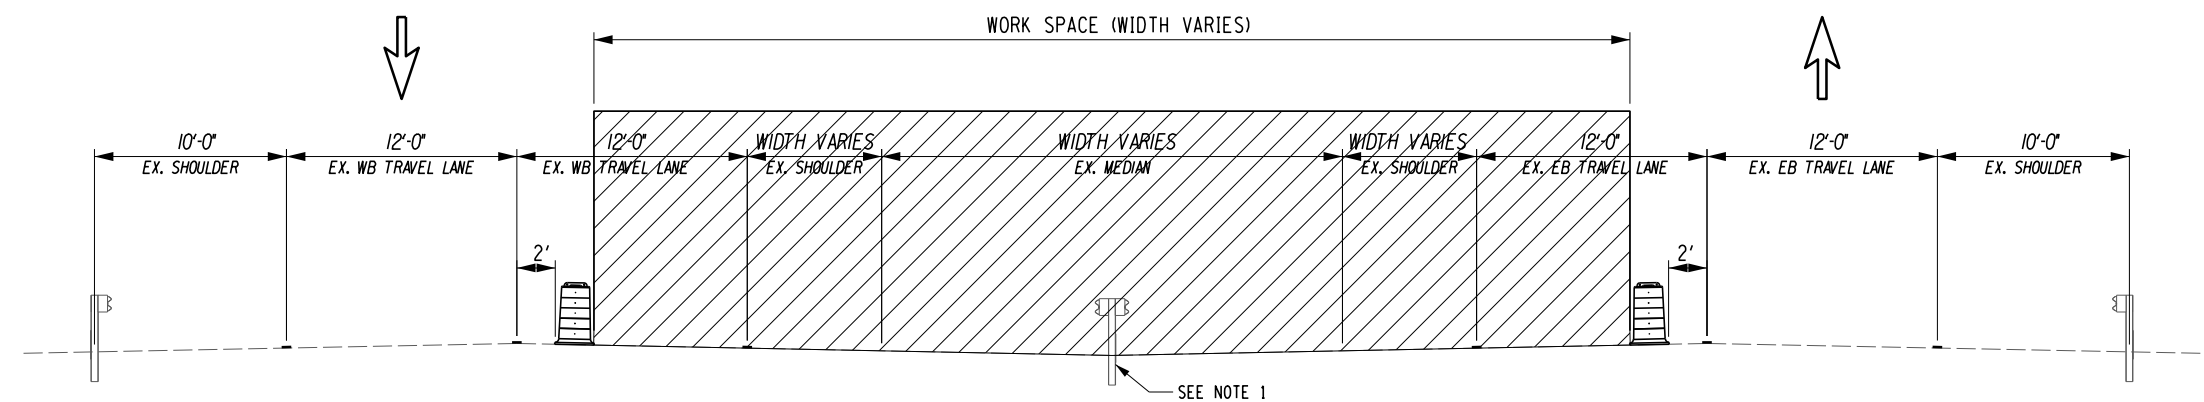 WORK SPACE (WIDTH VARIES)
10'-0"
12'-0"
12'-0"
WIDTH VARIES
WIDTH VARIES
WIDTH VARIES
12'-0"
12'-0"
10'-0"
EX. SHOULDER
EX. WB TRAVEL LANE
EX. WB TRAVEL LANE
EX. SHOULDER
EX. MEDIAN
EX. SHOULDER
EX. EB TRAVEL LANE
EX. EB TRAVEL LANE
EX. SHOULDER
2'
2'
SEE NOTE 1